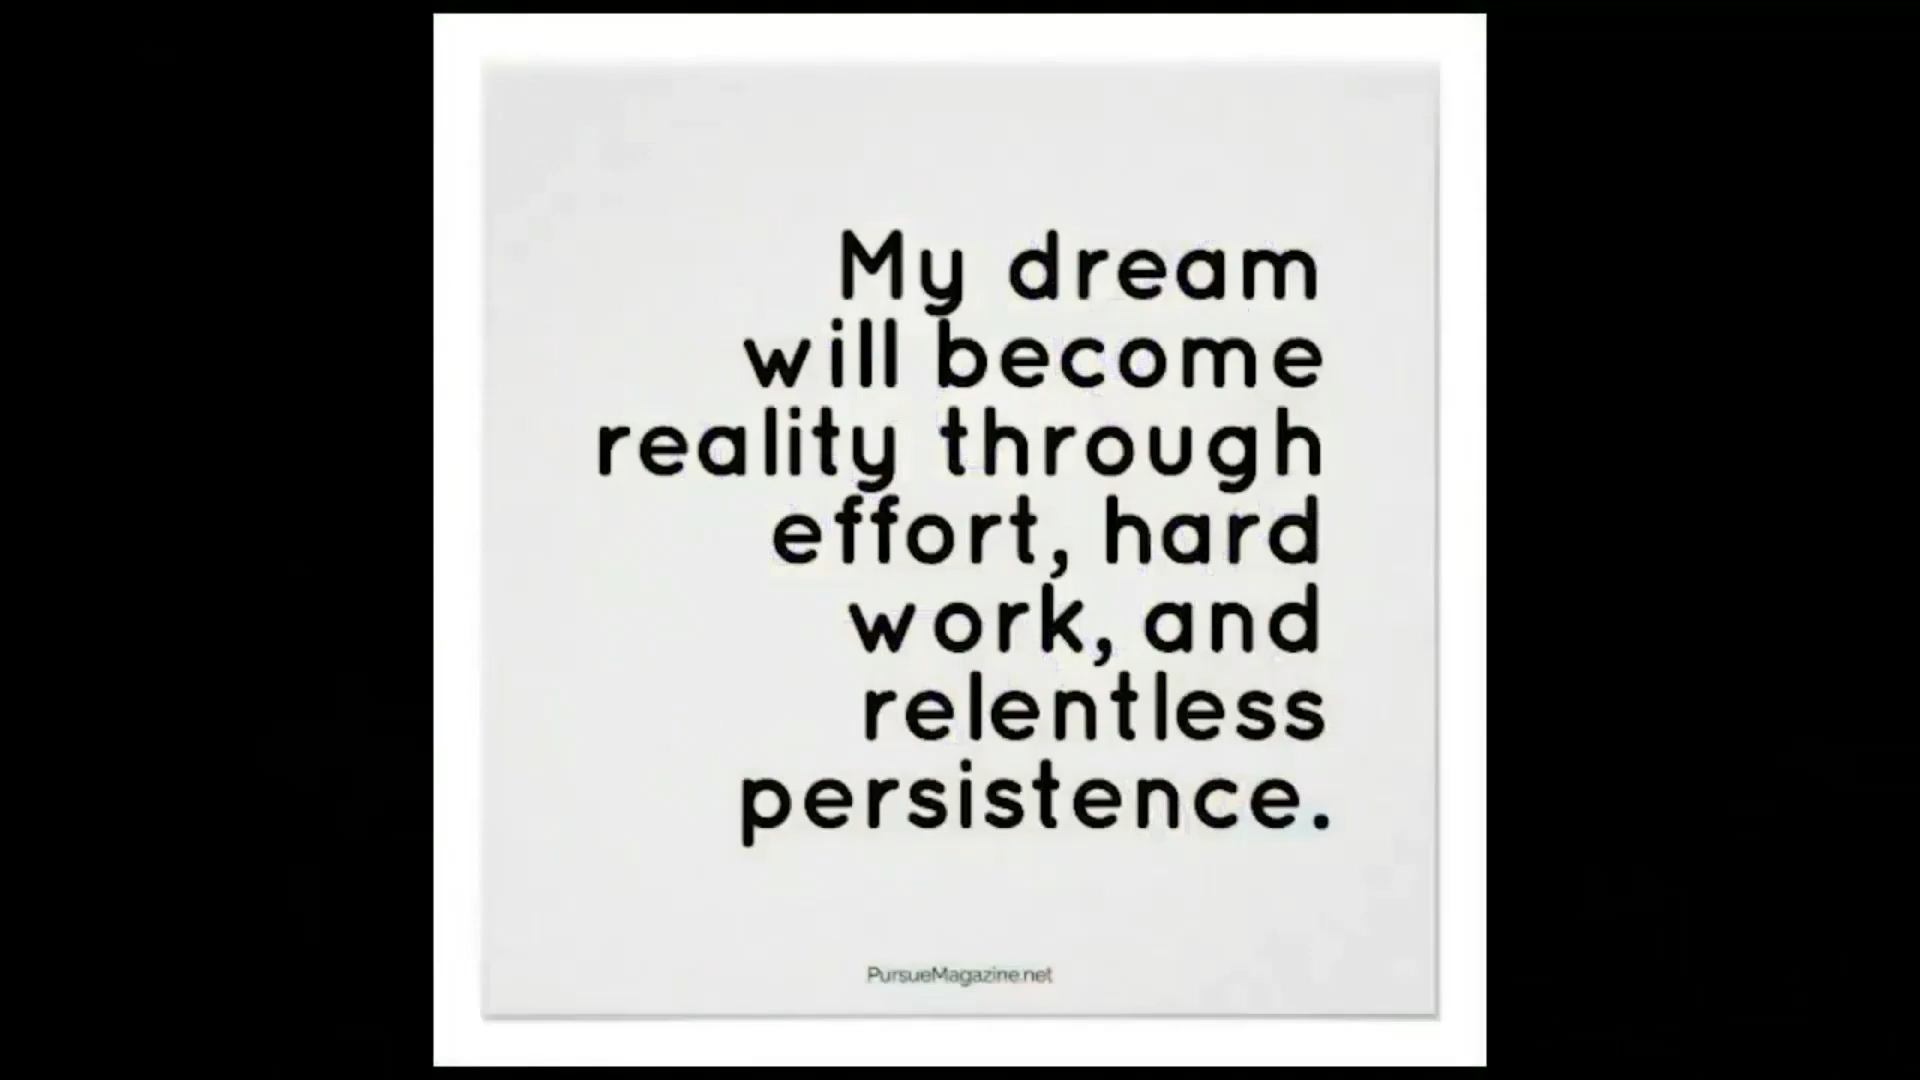 My dream
will become
reality through
effort, hard
work, and
relentless
persistence.
PursueMagazine.net